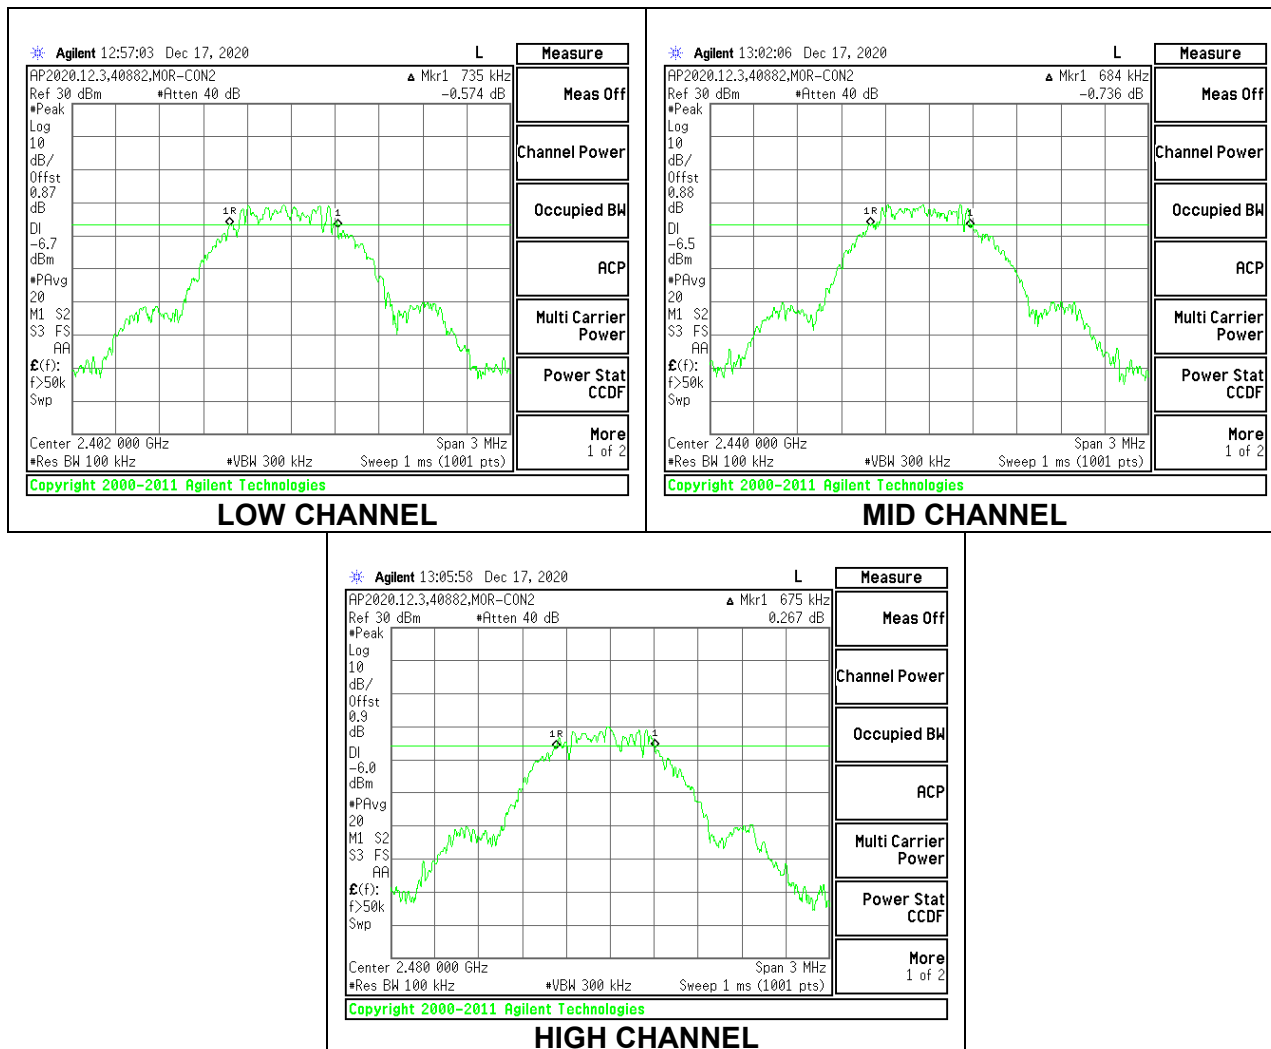 Agilent 12:57:03 Dec 17, 2020 L Measure
AP2020.12.3,40882,MOR-CON2 Δ Mkr1 735 kHz
Ref 30 dBm #Atten 40 dB -0.574 dB
#Peak
Log
10
dB/
Offst
0.87
dB
DI
-6.7
dBm
#PAvg
20
M1 S2
S3 FS
AA
£(f):
f>50k
Swp
1R
1
Center 2.402 000 GHz Span 3 MHz
#Res BW 100 kHz #VBW 300 kHz Sweep 1 ms (1001 pts)
Copyright 2000-2011 Agilent Technologies
Meas Off
Channel Power
Occupied BW
ACP
Multi Carrier
Power
Power Stat
CCDF
More
1 of 2
LOW CHANNEL
Agilent 13:02:06 Dec 17, 2020 L Measure
AP2020.12.3,40882,MOR-CON2 Δ Mkr1 684 kHz
Ref 30 dBm #Atten 40 dB -0.736 dB
#Peak
Log
10
dB/
Offst
0.88
dB
DI
-6.5
dBm
#PAvg
20
M1 S2
S3 FS
AA
£(f):
f>50k
Swp
1R
1
Center 2.440 000 GHz Span 3 MHz
#Res BW 100 kHz #VBW 300 kHz Sweep 1 ms (1001 pts)
Copyright 2000-2011 Agilent Technologies
Meas Off
Channel Power
Occupied BW
ACP
Multi Carrier
Power
Power Stat
CCDF
More
1 of 2
MID CHANNEL
Agilent 13:05:58 Dec 17, 2020 L Measure
AP2020.12.3,40882,MOR-CON2 Δ Mkr1 675 kHz
Ref 30 dBm #Atten 40 dB 0.267 dB
#Peak
Log
10
dB/
Offst
0.9
dB
DI
-6.0
dBm
#PAvg
20
M1 S2
S3 FS
AA
£(f):
f>50k
Swp
1R
1
Center 2.480 000 GHz Span 3 MHz
#Res BW 100 kHz #VBW 300 kHz Sweep 1 ms (1001 pts)
Copyright 2000-2011 Agilent Technologies
Meas Off
Channel Power
Occupied BW
ACP
Multi Carrier
Power
Power Stat
CCDF
More
1 of 2
HIGH CHANNEL